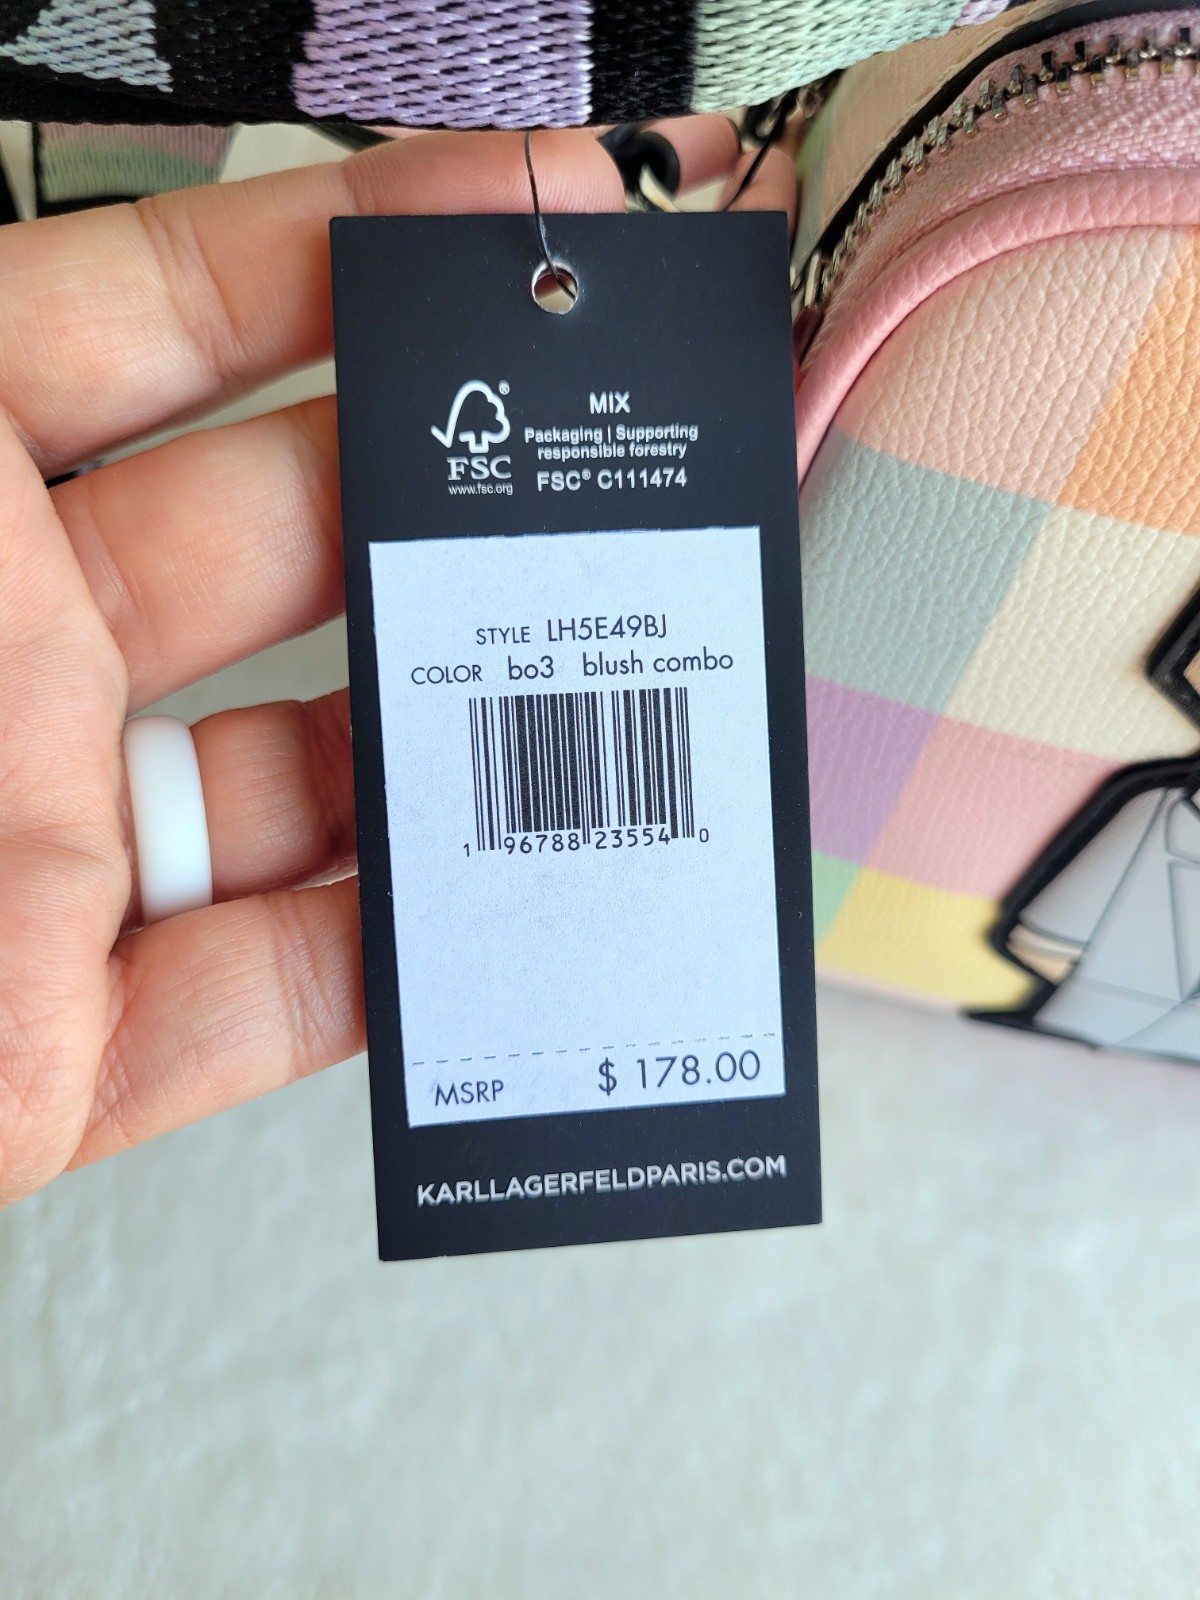 MIX
Packaging | Supporting
responsible forestry
FSC® C111474
®
FSC
www.fsc.org
STYLE LH5E49BJ
COLOR bo3 blush combo
1 96788 23554 0
MSRP $ 178.00
KARLLAGERFELDPARIS.COM